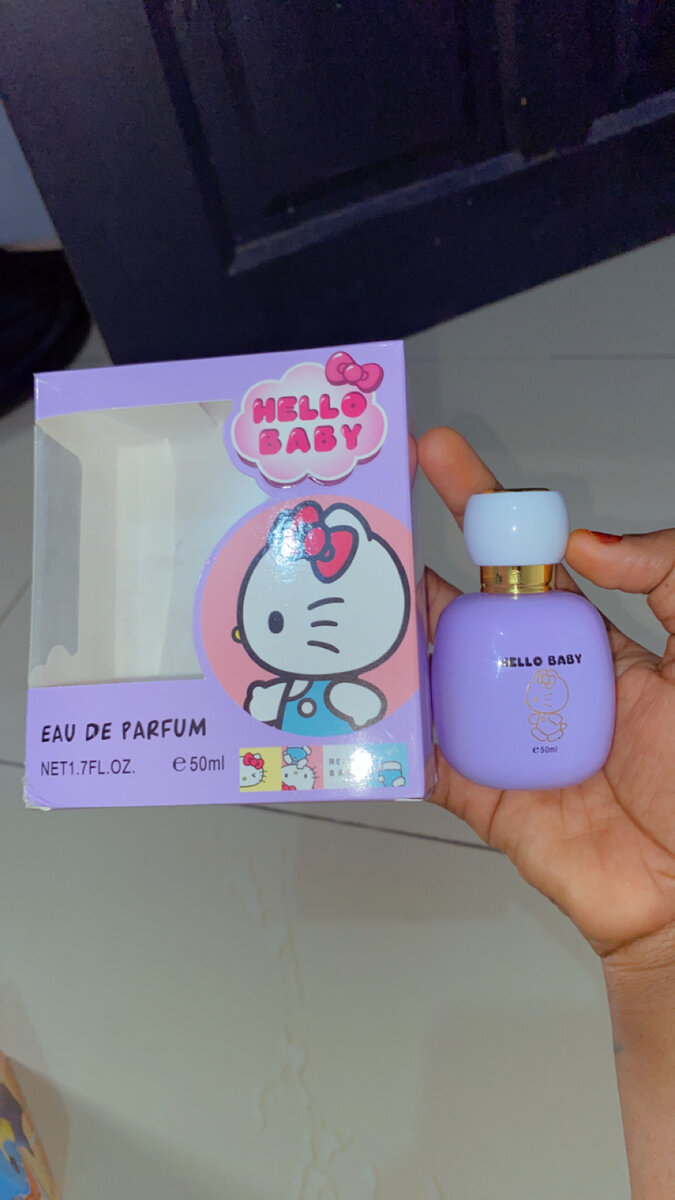 HELLO
BABY
EAU DE PARFUM
NET1.7FL.OZ. ℮50ml
HELLO BABY
℮50ml